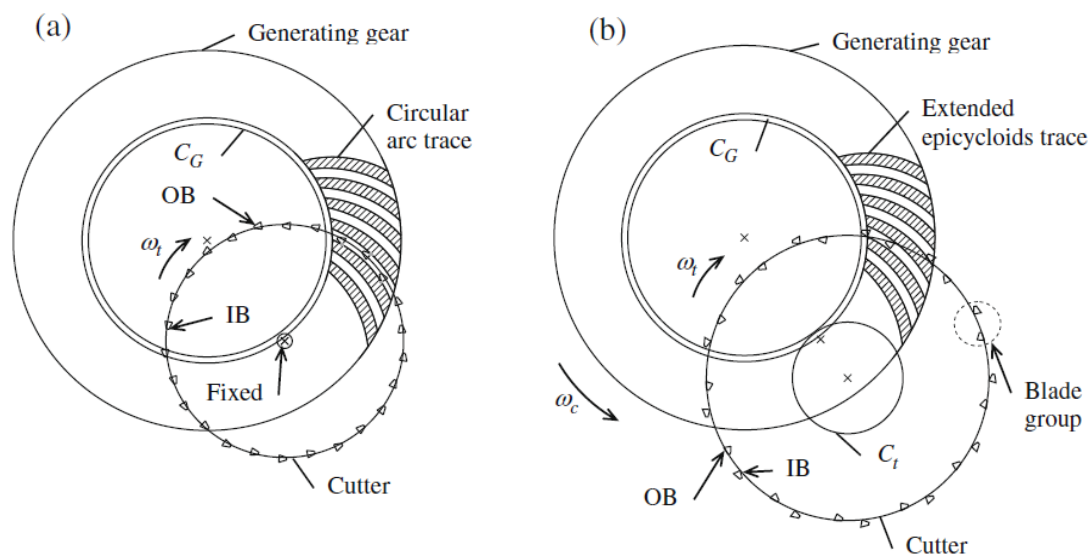 (a)
Generating gear
Circular
arc trace
C_G
OB
ω_t
IB
Fixed
Cutter
(b)
Generating gear
Extended
epicycloids trace
C_G
ω_t
ω_c
Blade
group
C_t
IB
OB
Cutter